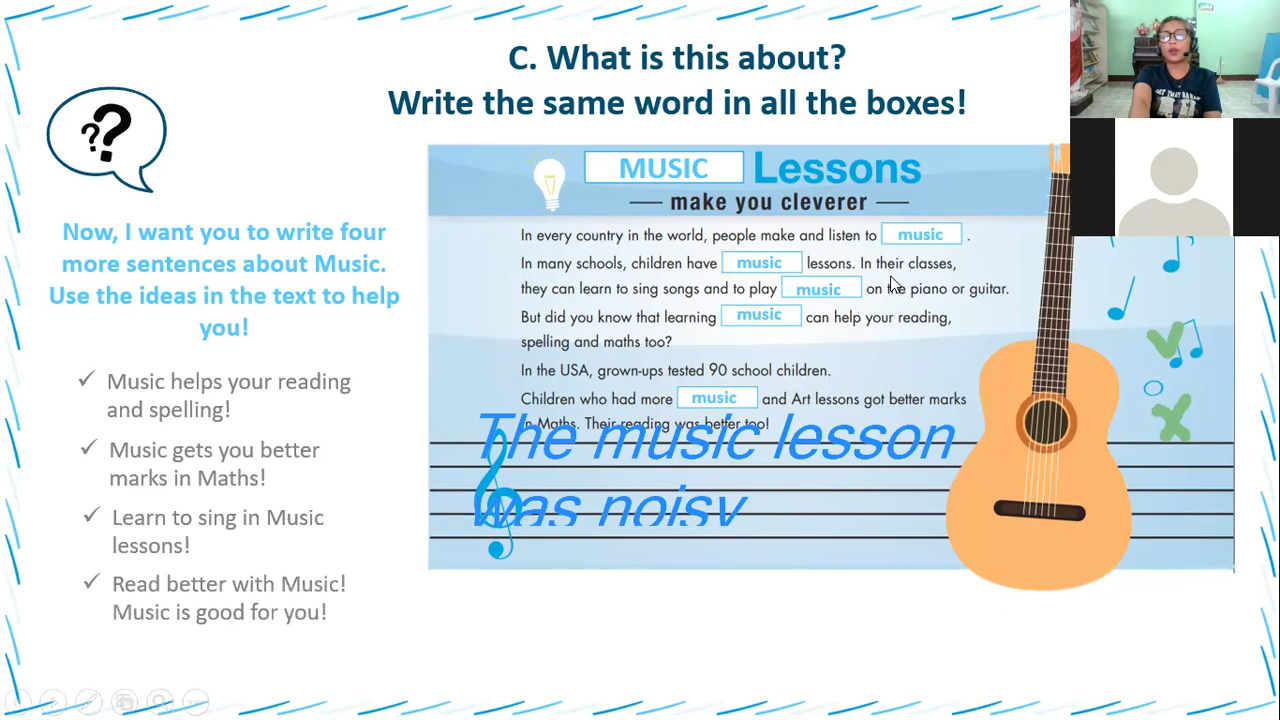 C. What is this about?
Write the same word in all the boxes!
??
Now, I want you to write four
more sentences about Music.
Use the ideas in the text to help
you!
✓ Music helps your reading
and spelling!
✓ Music gets you better
marks in Maths!
✓ Learn to sing in Music
lessons!
✓ Read better with Music!
Music is good for you!
MUSIC Lessons
— make you cleverer —
In every country in the world, people make and listen to music .
In many schools, children have music lessons. In their classes,
they can learn to sing songs and to play music on the piano or guitar.
But did you know that learning music can help your reading,
spelling and maths too?
In the USA, grown-ups tested 90 school children.
Children who had more music and Art lessons got better marks
in Maths. Their reading was better too!
The music lesson
was noisy